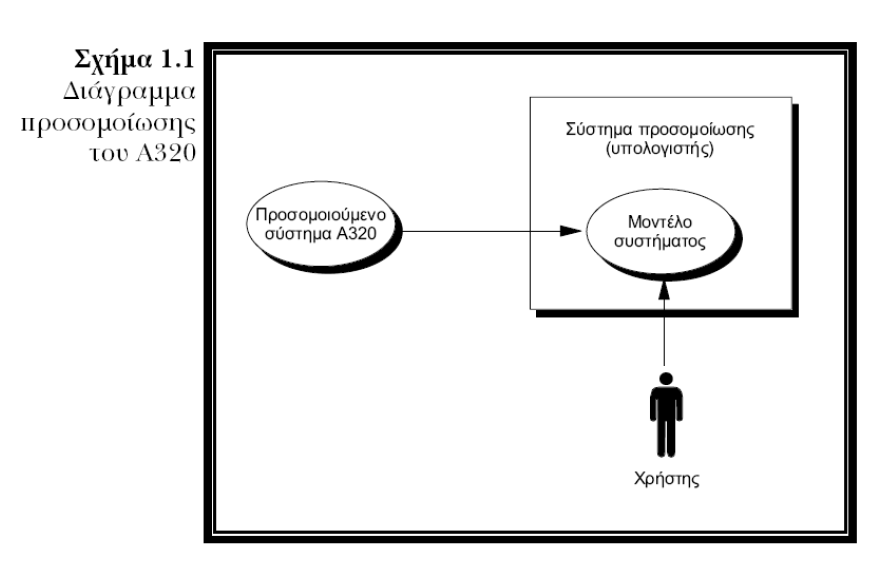 Σχήμα 1.1
Διάγραμμα
προσομοίωσης
του Α320
Σύστημα προσομοίωσης
(υπολογιστής)
Προσομοιούμενο
σύστημα Α320
Μοντέλο
συστήματος
Χρήστης